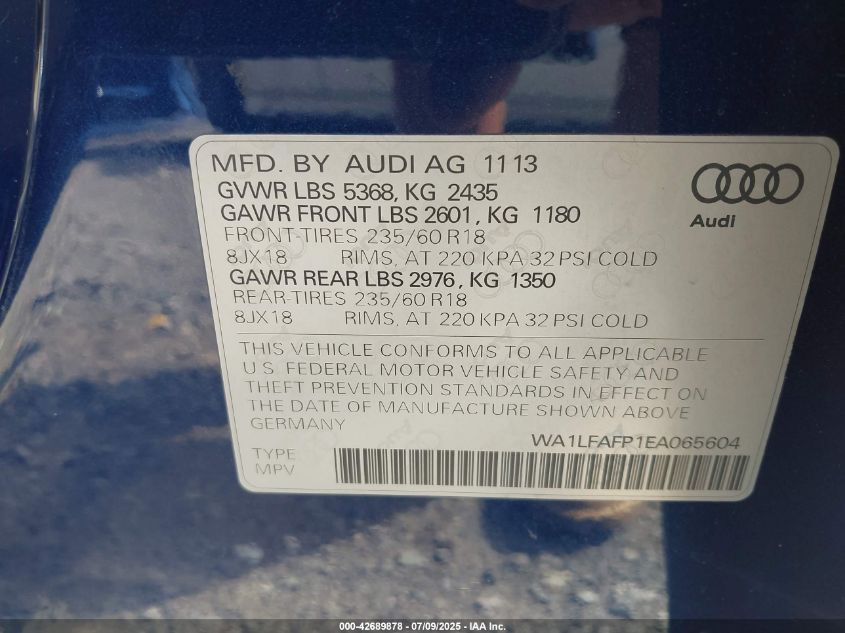 MFD. BY AUDI AG 11 13
GVWR LBS 5368, KG 2435
GAWR FRONT LBS 2601, KG 1180
FRONT-TIRES 235/60 R18
8JX18 RIMS, AT 220 KPA 32 PSI COLD
GAWR REAR LBS 2976, KG 1350
REAR-TIRES 235/60 R18
8JX18 RIMS, AT 220 KPA 32 PSI COLD
Audi
THIS VEHICLE CONFORMS TO ALL APPLICABLE
U.S. FEDERAL MOTOR VEHICLE SAFETY AND
THEFT PREVENTION STANDARDS IN EFFECT ON
THE DATE OF MANUFACTURE SHOWN ABOVE
GERMANY
WA1LFAFP1EA065604
TYPE
MPV
000-42689878 - 07/09/2025 - IAA Inc.